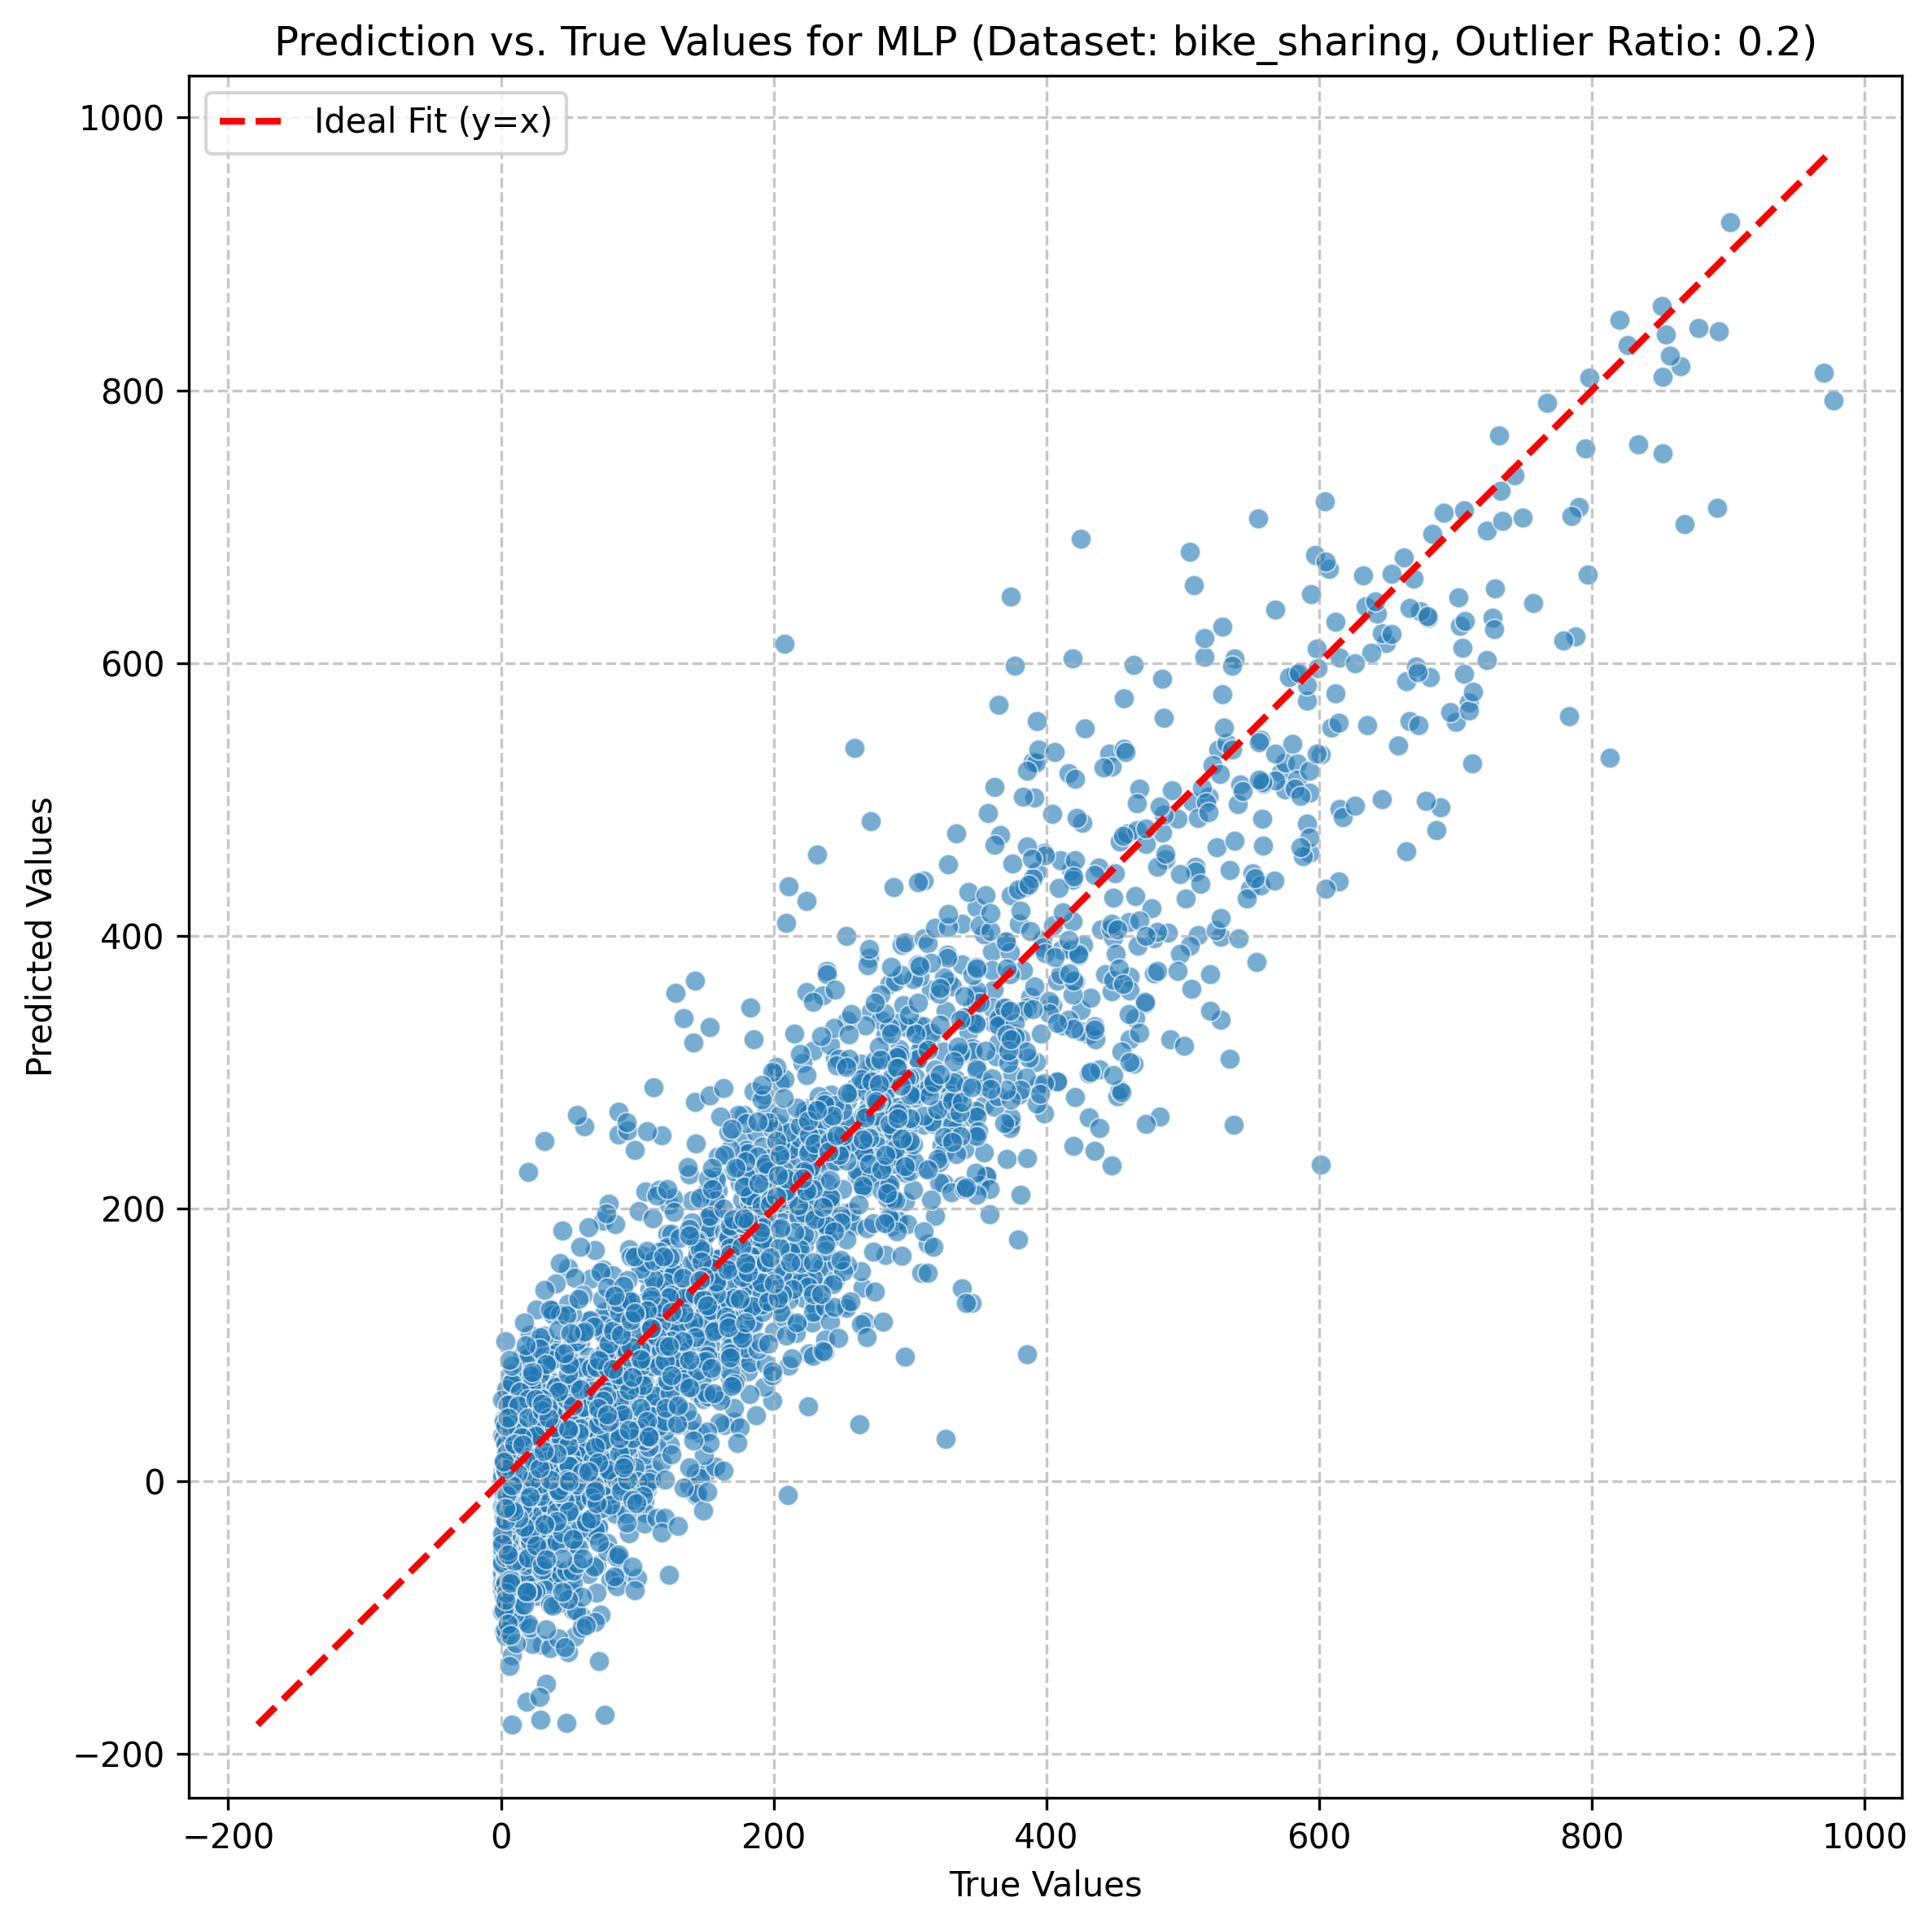 Prediction vs. True Values for MLP (Dataset: bike_sharing, Outlier Ratio: 0.2)
Ideal Fit (y=x)
1000
800
600
400
200
0
−200
Predicted Values
−200 0 200 400 600 800 1000
True Values